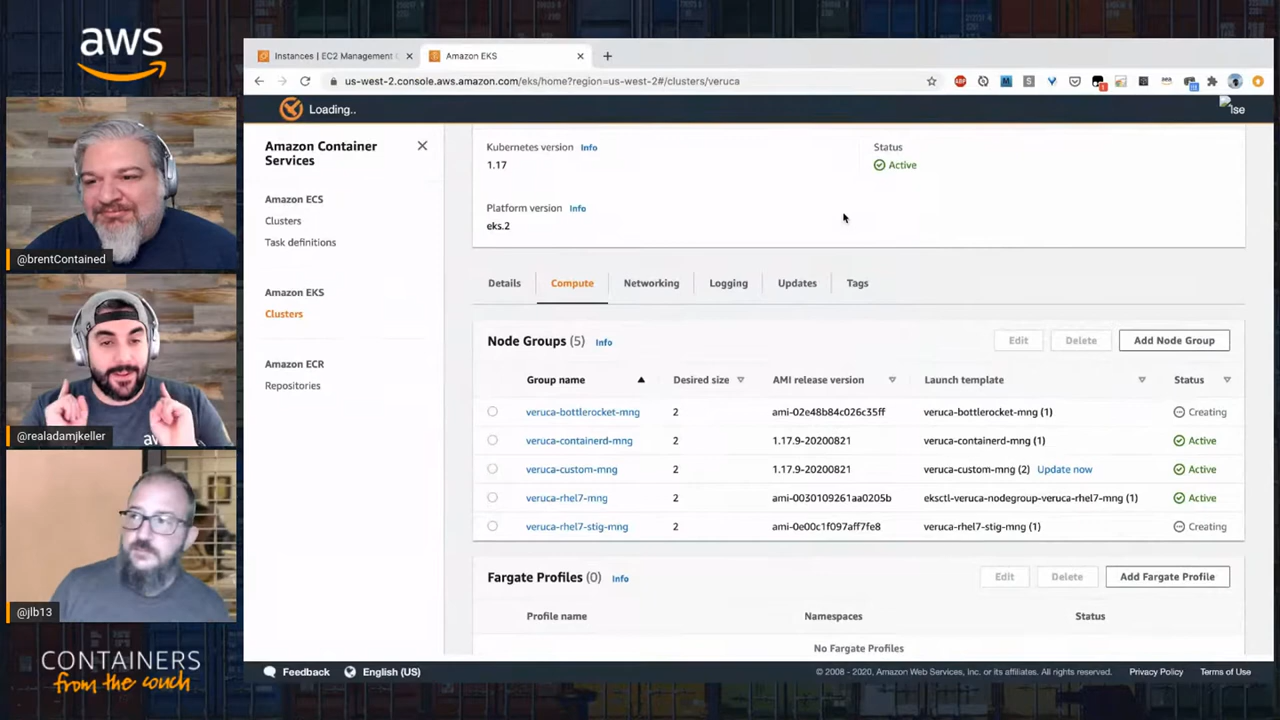 aws
@brentContained
@realadamjkeller
@jlb13
CONTAINERS
from the couch
Instances | EC2 Management
Amazon EKS
us-west-2.console.aws.amazon.com/eks/home?region=us-west-2#/clusters/veruca
Loading..
Amazon Container
Services
Amazon ECS
Clusters
Task definitions
Amazon EKS
Clusters
Amazon ECR
Repositories
Kubernetes version Info
1.17
Status
Active
Platform version Info
eks.2
Details Compute Networking Logging Updates Tags
Node Groups (5) Info Edit Delete Add Node Group
Group name Desired size AMI release version Launch template Status
veruca-bottlerocket-mng 2 ami-02e48b84c026c35ff veruca-bottlerocket-mng (1) Creating
veruca-containerd-mng 2 1.17.9-20200821 veruca-containerd-mng (1) Active
veruca-custom-mng 2 1.17.9-20200821 veruca-custom-mng (2) Update now Active
veruca-rhel7-mng 2 ami-0030109261aa0205b eksctl-veruca-nodegroup-veruca-rhel7-mng (1) Active
veruca-rhel7-stig-mng 2 ami-0e00c1f097aff7fe8 veruca-rhel7-stig-mng (1) Creating
Fargate Profiles (0) Info Edit Delete Add Fargate Profile
Profile name Namespaces Status
No Fargate Profiles
Feedback English (US) © 2008 - 2020, Amazon Web Services, Inc. or its affiliates. All rights reserved. Privacy Policy Terms of Use